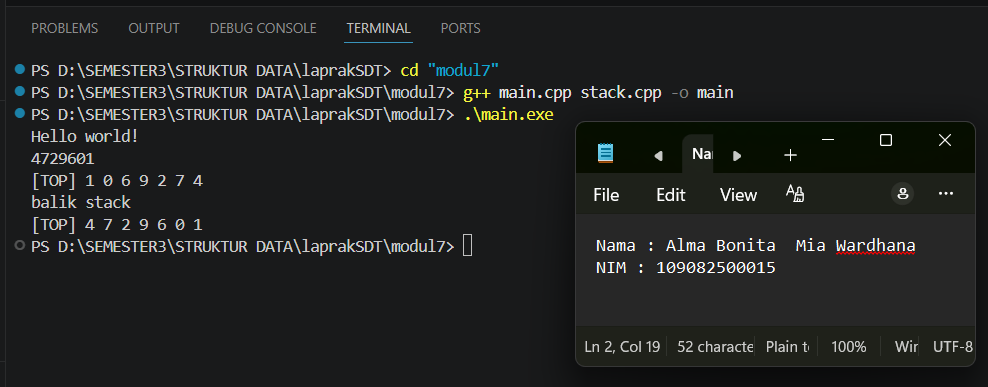 PROBLEMS OUTPUT DEBUG CONSOLE TERMINAL PORTS
PS D:\SEMESTER3\STRUKTUR DATA\laprakSDT> cd "modul7"
PS D:\SEMESTER3\STRUKTUR DATA\laprakSDT\modul7> g++ main.cpp stack.cpp -o main
PS D:\SEMESTER3\STRUKTUR DATA\laprakSDT\modul7> .\main.exe
Hello world!
4729601
[TOP] 1 0 6 9 2 7 4
balik stack
[TOP] 4 7 2 9 6 0 1
PS D:\SEMESTER3\STRUKTUR DATA\laprakSDT\modul7>
File Edit View
Nama : Alma Bonita  Mia Wardhana
NIM : 109082500015
Ln 2, Col 19 52 characte Plain t 100% Win UTF-8